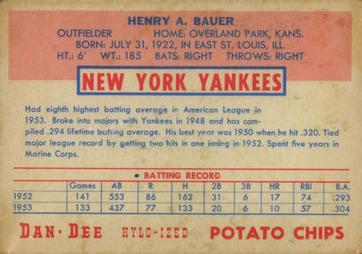 HENRY A. BAUER
OUTFIELDER HOME: OVERLAND PARK, KANS.
BORN: JULY 31, 1922, IN EAST ST. LOUIS, ILL.
HT.: 6' WT.: 185 BATS: RIGHT THROWS: RIGHT
NEW YORK YANKEES
Had eighth highest batting average in American League in
1953. Broke into majors with Yankees in 1948 and has com-
piled .294 lifetime batting average. His best year was 1950 when he hit .320. Tied
major league record by getting two hits in one inning in 1952. Spent five years in
Marine Corps.
• BATTING RECORD
Games AB R H 2B 3B HR RBI B.A.
1952 141 553 86 162 31 6 17 74 .293
1953 133 437 77 133 20 6 10 57 .304
DAN·DEE HYLO-IZED POTATO CHIPS